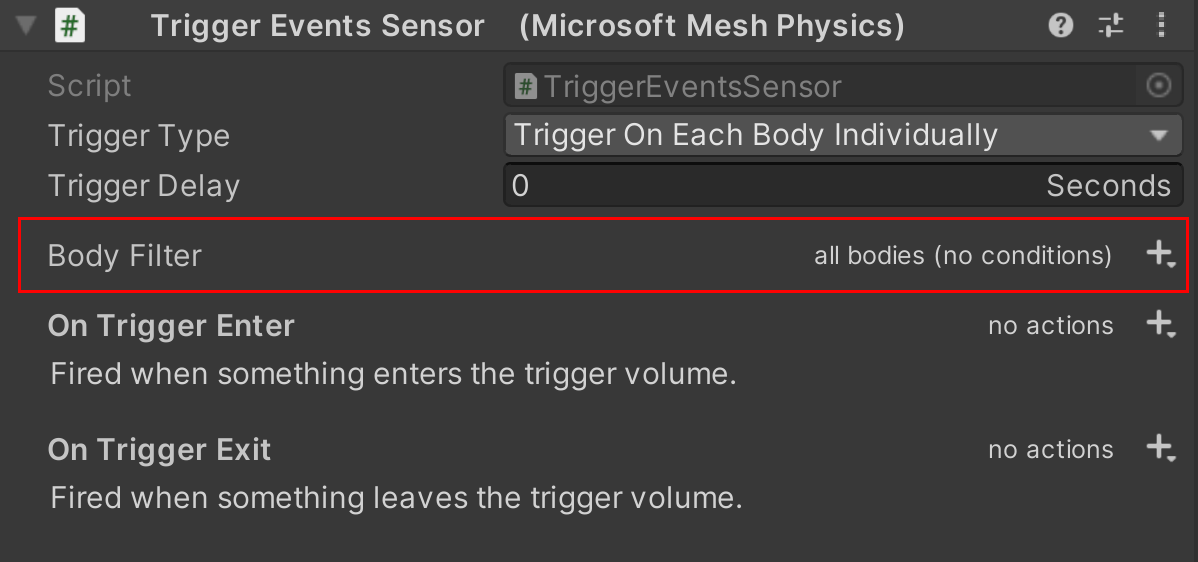 # Trigger Events Sensor (Microsoft Mesh Physics) ?
Script # TriggerEventsSensor
Trigger Type Trigger On Each Body Individually
Trigger Delay 0 Seconds
Body Filter all bodies (no conditions)
On Trigger Enter no actions
Fired when something enters the trigger volume.
On Trigger Exit no actions
Fired when something leaves the trigger volume.